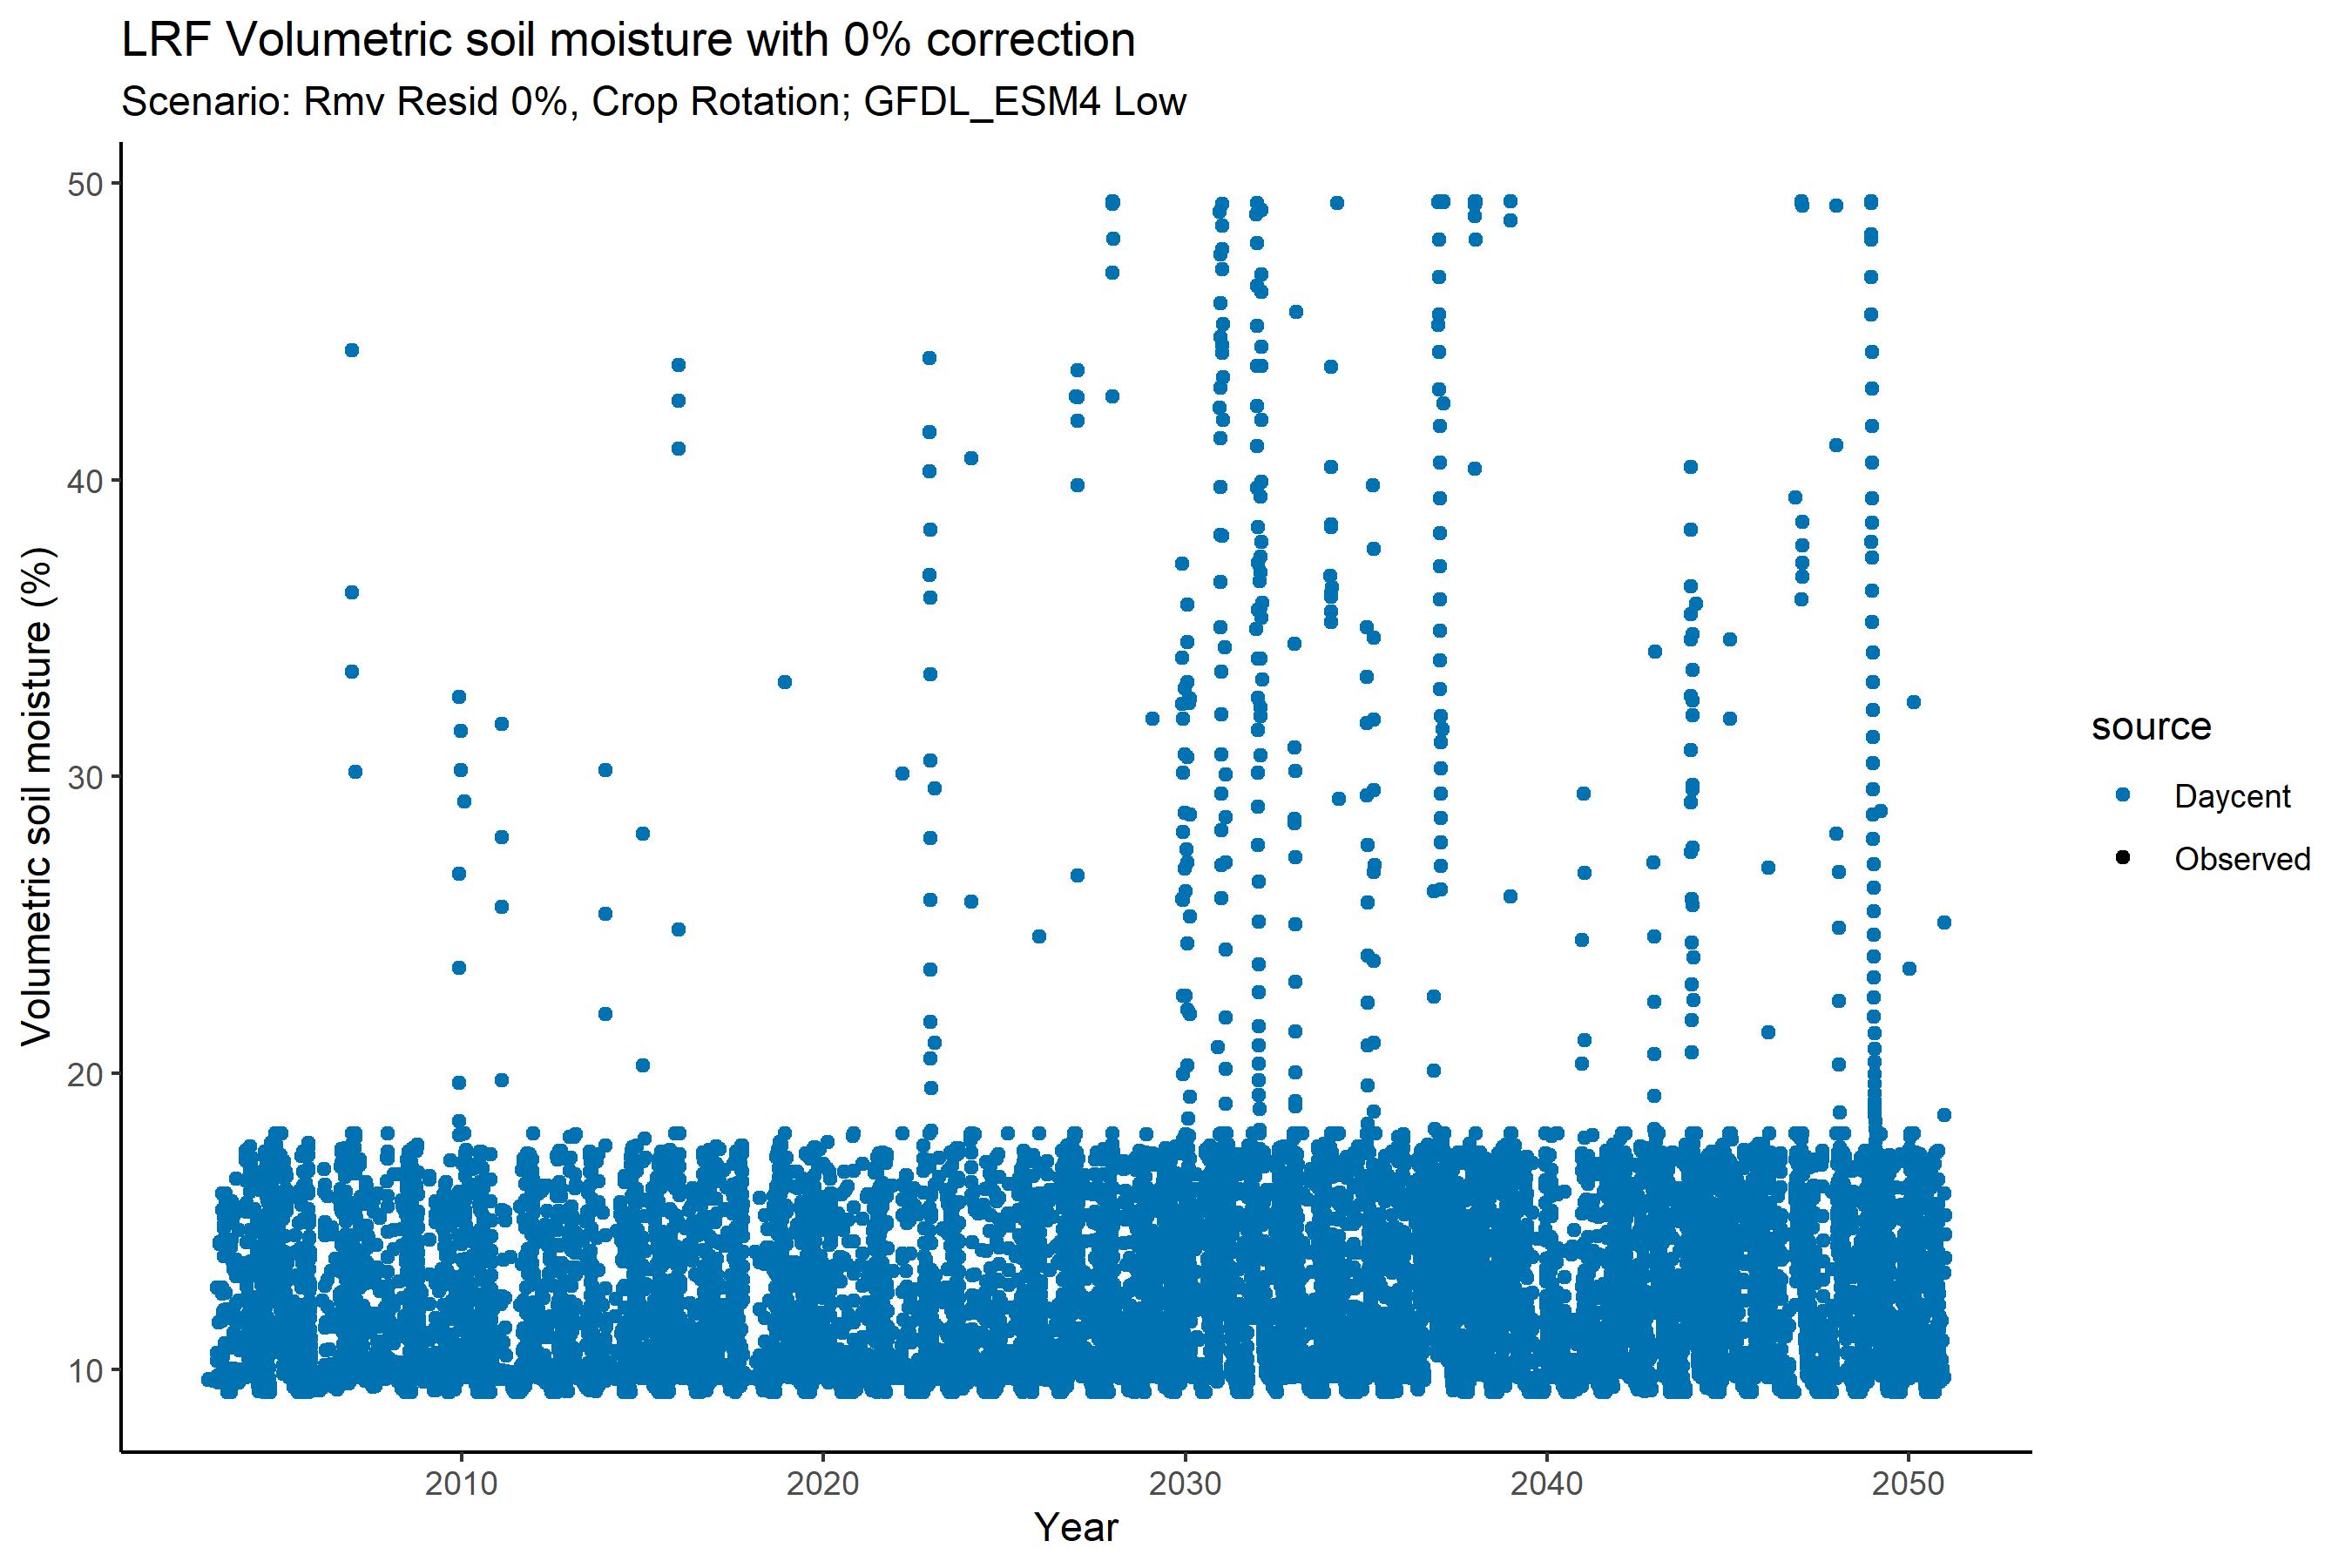 LRF Volumetric soil moisture with 0% correction
Scenario: Rmv Resid 0%, Crop Rotation; GFDL_ESM4 Low
Volumetric soil moisture (%)
50
40
30
20
10
2010
2020
2030
2040
2050
Year
source
Daycent
Observed